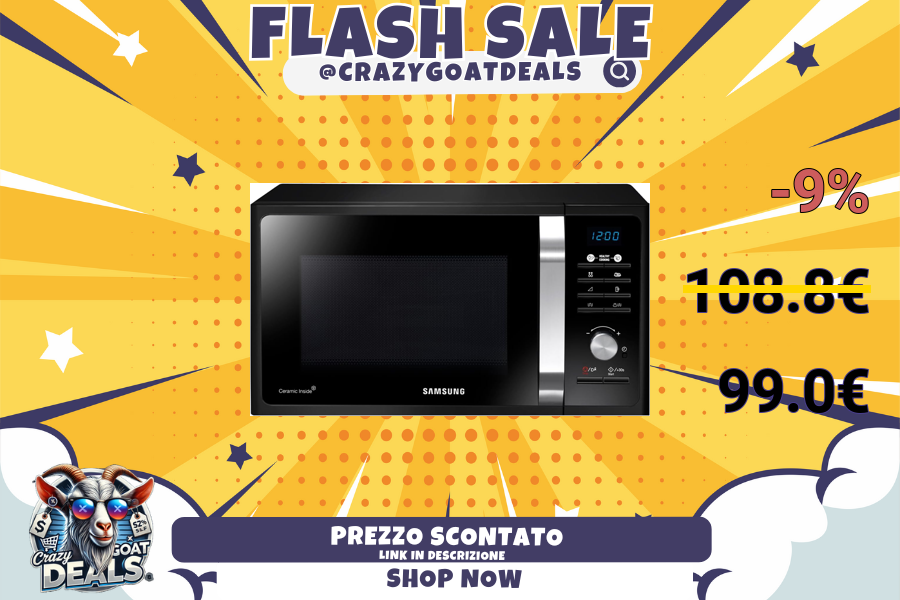 FLASH SALE
@CRAZYGOATDEALS
-9%
1200
108.8€
99.0€
Ceramic Inside
SAMSUNG
$
52%
Crazy
GOAT
DEALS
PREZZO SCONTATO
LINK IN DESCRIZIONE
SHOP NOW